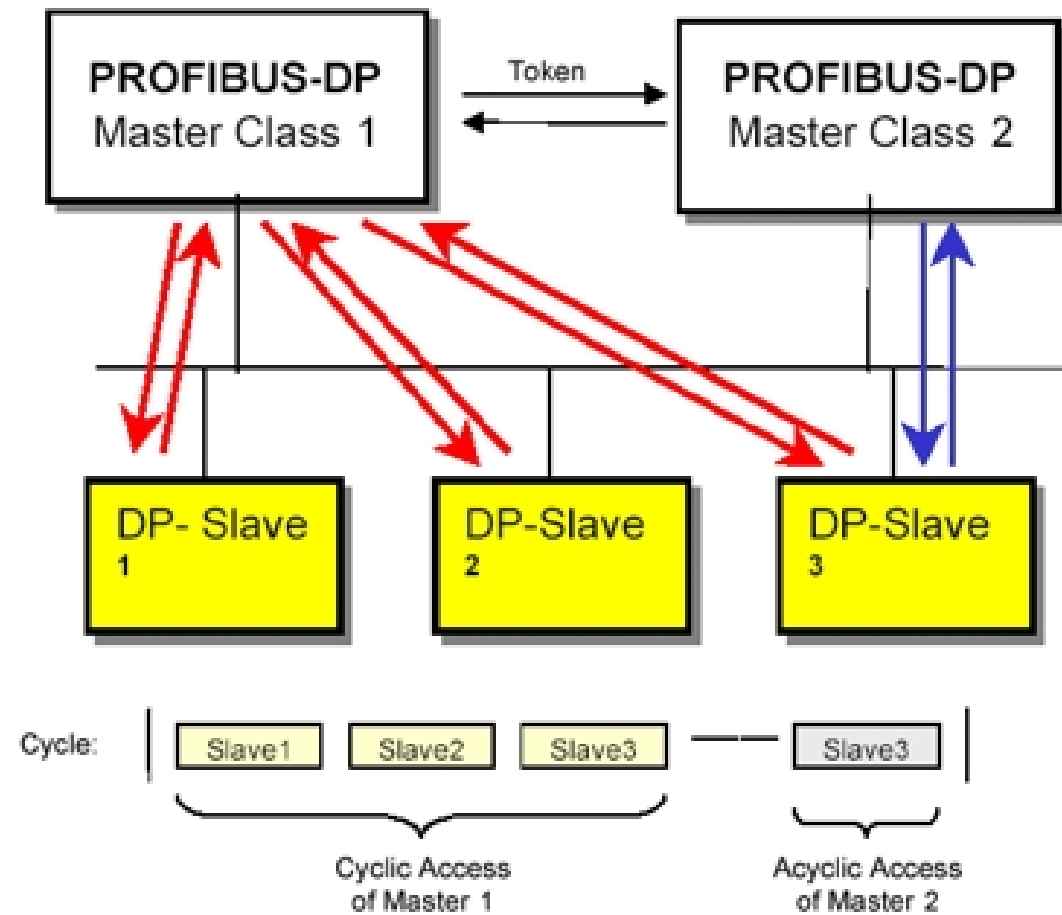 PROFIBUS-DP
Master Class 1
Token
PROFIBUS-DP
Master Class 2
DP- Slave
1
DP-Slave
2
DP-Slave
3
Cycle:
Slave1
Slave2
Slave3
Slave3
Cyclic Access
of Master 1
Acyclic Access
of Master 2